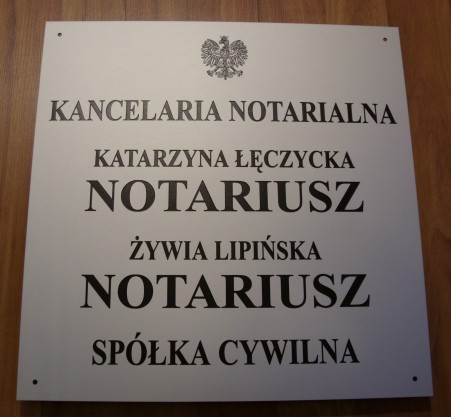 KANCELARIA NOTARIALNA
KATARZYNA ŁĘCZYCKA
NOTARIUSZ
ŻYWIA LIPIŃSKA
NOTARIUSZ
SPÓŁKA CYWILNA